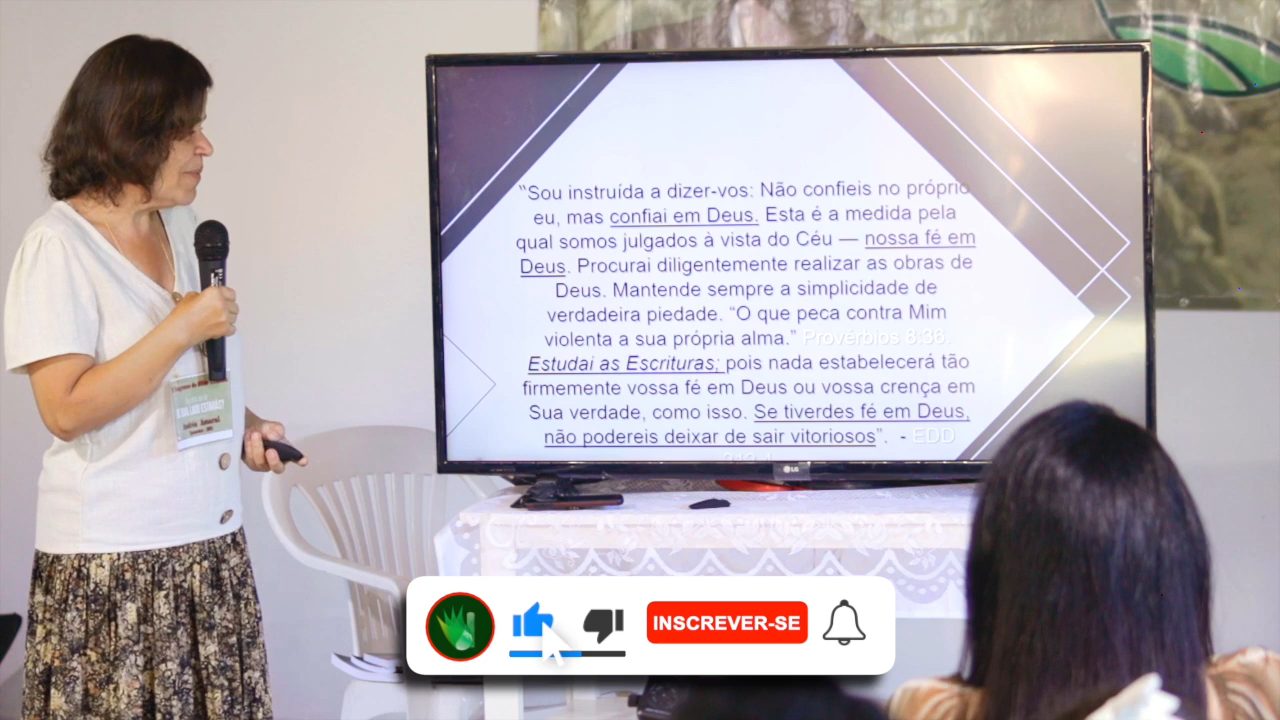 “Sou instruída a dizer-vos: Não confieis no próprio
eu, mas confiai em Deus. Esta é a medida pela
qual somos julgados à vista do Céu — nossa fé em
Deus. Procurai diligentemente realizar as obras de
Deus. Mantende sempre a simplicidade de
verdadeira piedade. “O que peca contra Mim
violenta a sua própria alma.” Provérbios 8:36.
Estudai as Escrituras; pois nada estabelecerá tão
firmemente vossa fé em Deus ou vossa crença em
Sua verdade, como isso. Se tiverdes fé em Deus,
não podereis deixar de sair vitoriosos”. - EDD
LG
INSCREVER-SE